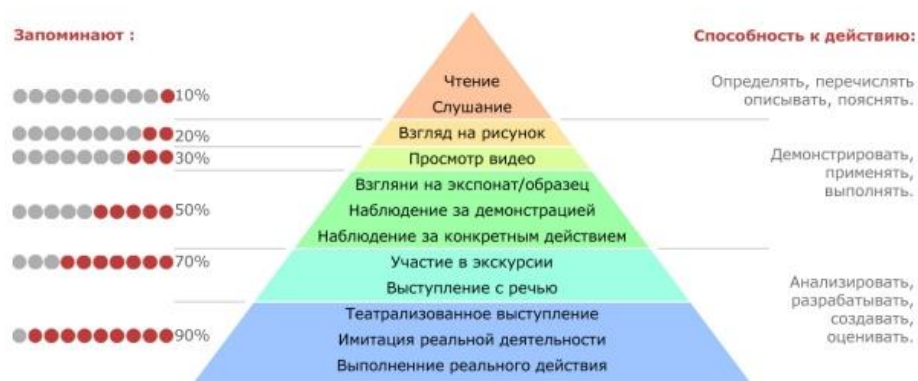 Запоминают :
10%
20%
30%
50%
70%
90%
Чтение
Слушание
Взгляд на рисунок
Просмотр видео
Взгляни на экспонат/образец
Наблюдение за демонстрацией
Наблюдение за конкретным действием
Участие в экскурсии
Выступление с речью
Театрализованное выступление
Имитация реальной деятельности
Выполненние реального действия
Способность к действию:
Определять, перечислять
описывать, пояснять.
Демонстрировать,
применять,
выполнять.
Анализировать,
разрабатывать,
создавать,
оценивать.